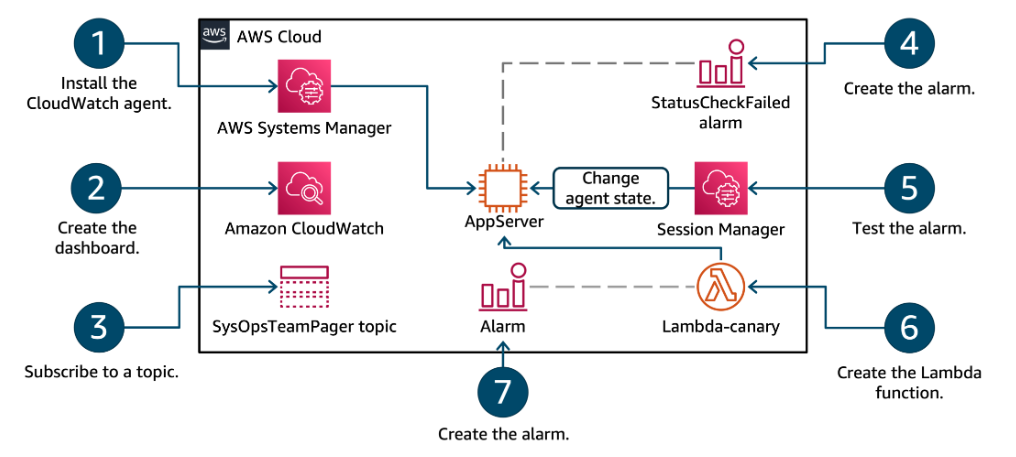 1
Install the
CloudWatch agent.
2
Create the
dashboard.
3
Subscribe to a topic.
aws
AWS Cloud
AWS Systems Manager
Amazon CloudWatch
SysOpsTeamPager topic
AppServer
Change
agent state.
StatusCheckFailed
alarm
Session Manager
Alarm
Lambda-canary
4
Create the alarm.
5
Test the alarm.
6
Create the Lambda
function.
7
Create the alarm.